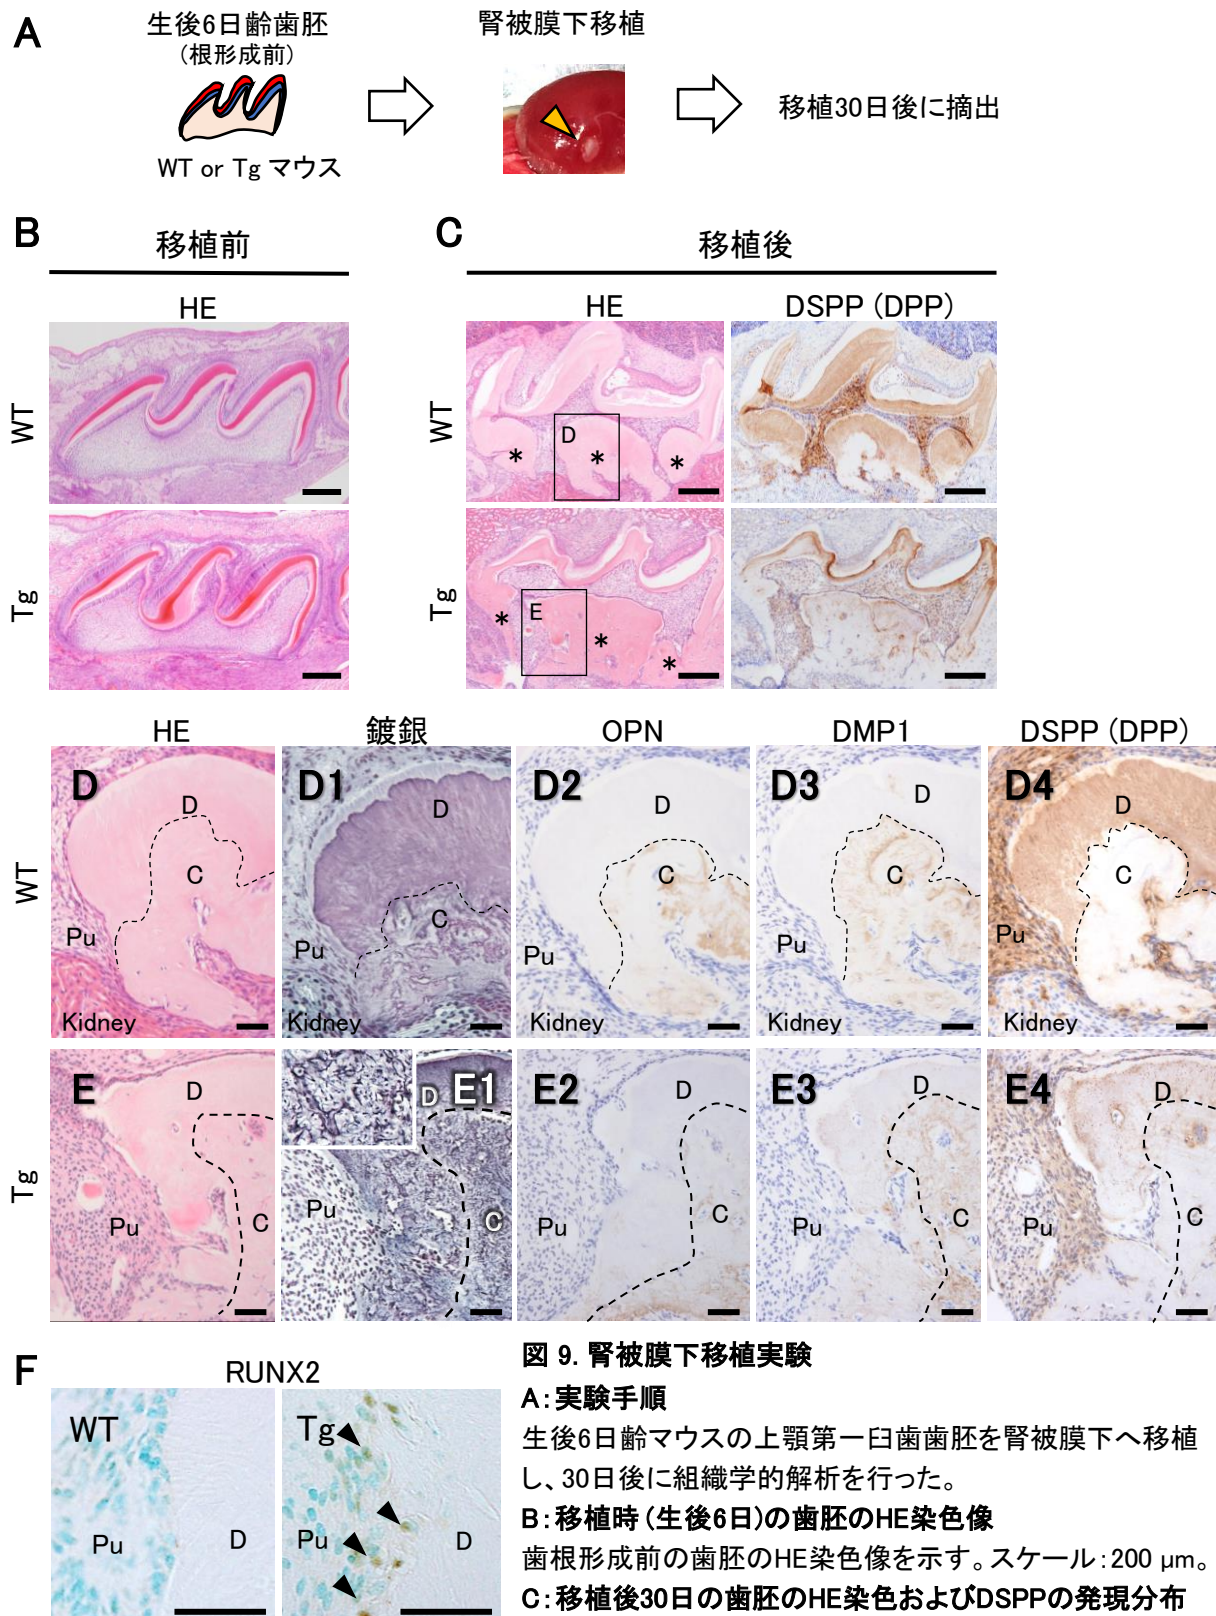 A
生後6日齢歯胚
(根形成前)
WT or Tg マウス
腎被膜下移植
移植30日後に摘出
B
移植前
HE
WT
Tg
C
移植後
HE
DSPP (DPP)
WT
D
*
*
*
Tg
E
*
*
*
HE
鍍銀
OPN
DMP1
DSPP (DPP)
WT
D
D
C
Pu
Kidney
D1
D
C
Pu
Kidney
D2
D
C
Pu
Kidney
D3
D
C
Pu
Kidney
D4
D
C
Pu
Kidney
Tg
E
D
C
Pu
E1
D
C
Pu
E2
D
C
Pu
E3
D
C
Pu
E4
D
C
Pu
F
RUNX2
WT
Pu
D
Tg
Pu
D
図 9. 腎被膜下移植実験
A:実験手順
生後6日齢マウスの上顎第一臼歯歯胚を腎被膜下へ移植
し、30日後に組織学的解析を行った。
B:移植時(生後6日)の歯胚のHE染色像
歯根形成前の歯胚のHE染色像を示す。スケール:200 μm。
C:移植後30日の歯胚のHE染色およびDSPPの発現分布